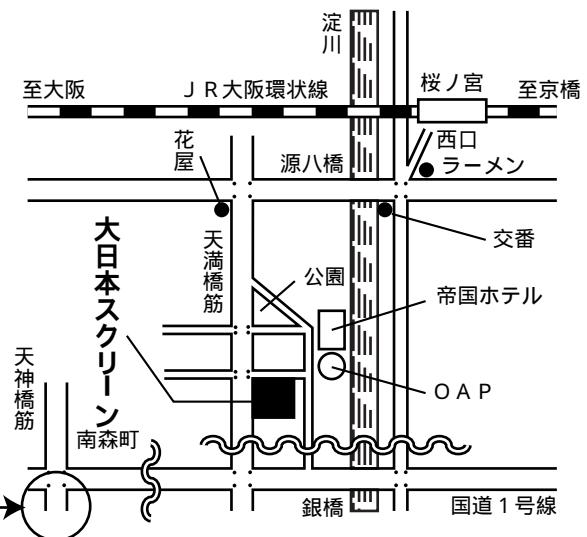 淀川
至大阪
ＪＲ大阪環状線
桜ノ宮
至京橋
花屋
源八橋
西口
ラーメン
大日本スクリーン
天満橋筋
公園
交番
帝国ホテル
ＯＡＰ
天神橋筋
南森町
銀橋
国道１号線